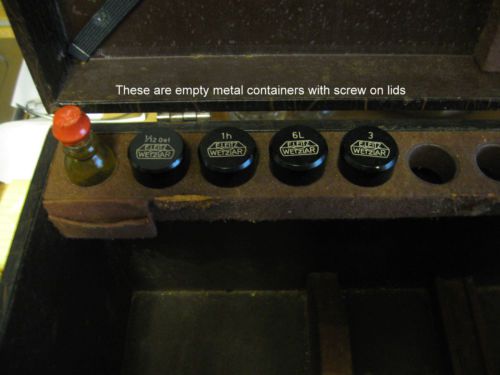 These are empty metal containers with screw on lids
1/12 Oel
E.LEITZ
WETZLAR
1h
E.LEITZ
WETZLAR
6L
E.LEITZ
WETZLAR
3
E.LEITZ
WETZLAR